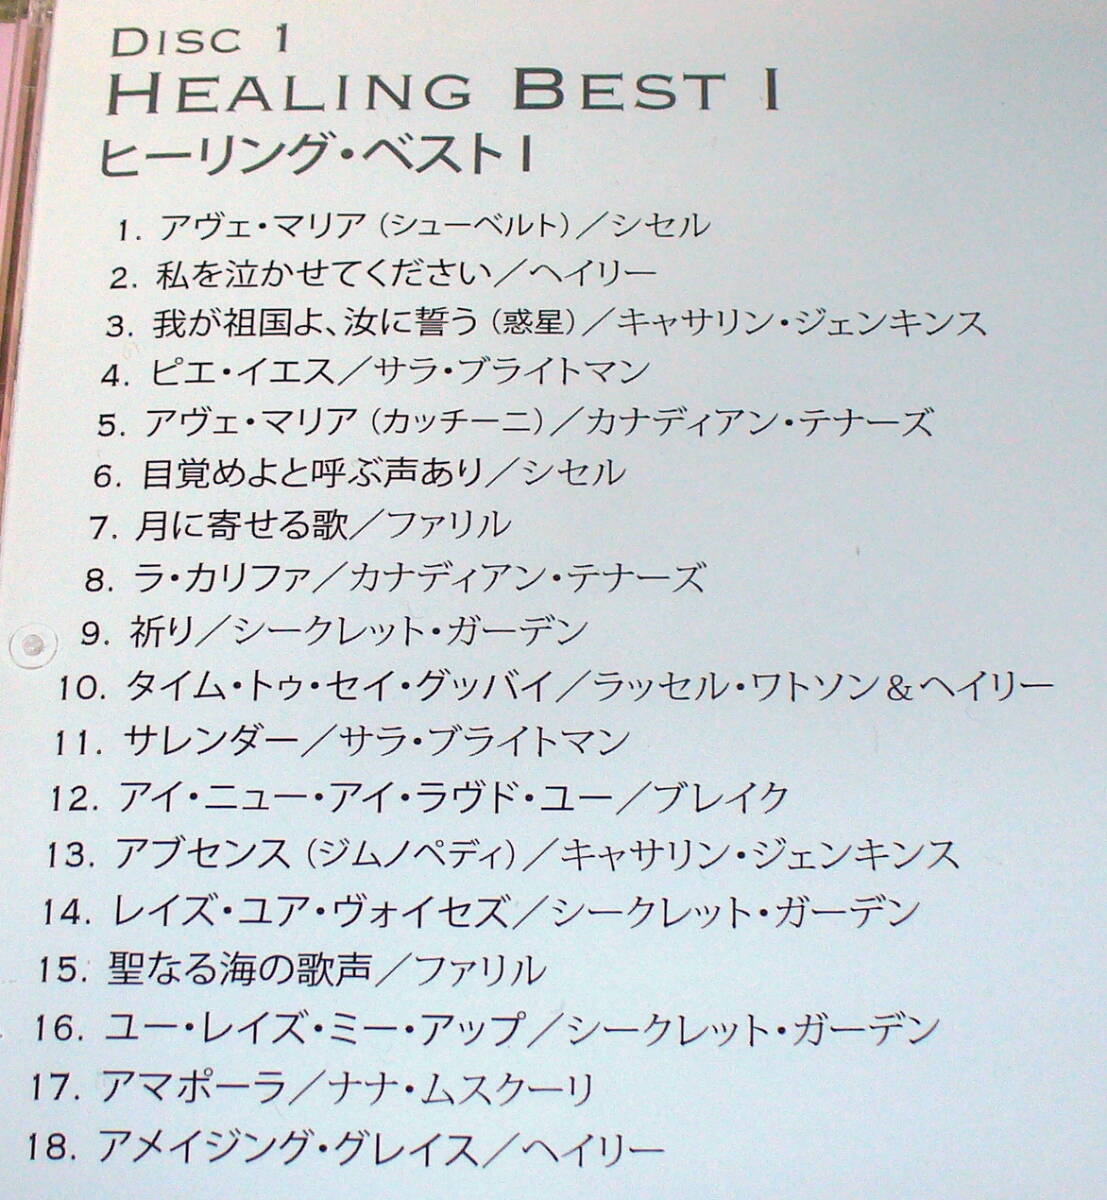 DISC 1
HEALING BEST I
ヒーリング・ベスト I
1. アヴェ・マリア(シューベルト)／シセル
2. 私を泣かせてください／ヘイリー
3. 我が祖国よ、汝に誓う(惑星)／キャサリン・ジェンキンス
4. ピエ・イエス／サラ・ブライトマン
5. アヴェ・マリア(カッチーニ)／カナディアン・テナーズ
6. 目覚めよと呼ぶ声あり／シセル
7. 月に寄せる歌／ファリル
8. ラ・カリファ／カナディアン・テナーズ
9. 祈り／シークレット・ガーデン
10. タイム・トゥ・セイ・グッバイ／ラッセル・ワトソン＆ヘイリー
11. サレンダー／サラ・ブライトマン
12. アイ・ニュー・アイ・ラヴド・ユー／ブレイク
13. アブセンス(ジムノペディ)／キャサリン・ジェンキンス
14. レイズ・ユア・ヴォイセズ／シークレット・ガーデン
15. 聖なる海の歌声／ファリル
16. ユー・レイズ・ミー・アップ／シークレット・ガーデン
17. アマポーラ／ナナ・ムスクーリ
18. アメイジング・グレイス／ヘイリー